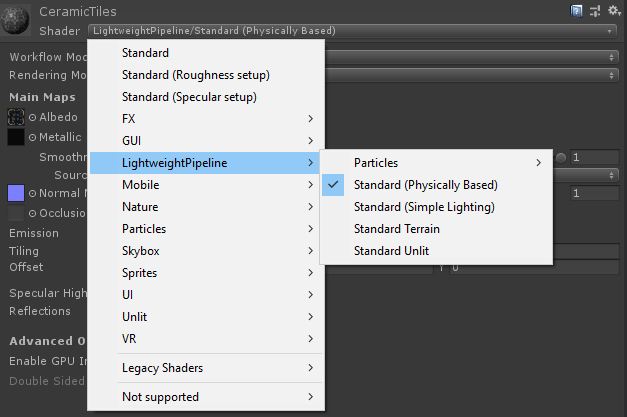 CeramicTiles
Shader LightweightPipeline/Standard (Physically Based)
Workflow Mod
Rendering Mo
Main Maps
Albedo
Metallic
Smoothn 1
Sour
Normal M 1
Occlusion
Emission
Tiling
Offset Y 0
Specular High
Reflections
Advanced O
Enable GPU In
Double Sided
Standard
Standard (Roughness setup)
Standard (Specular setup)
FX
GUI
LightweightPipeline
Mobile
Nature
Particles
Skybox
Sprites
UI
Unlit
VR
Legacy Shaders
Not supported
Particles
Standard (Physically Based)
Standard (Simple Lighting)
Standard Terrain
Standard Unlit